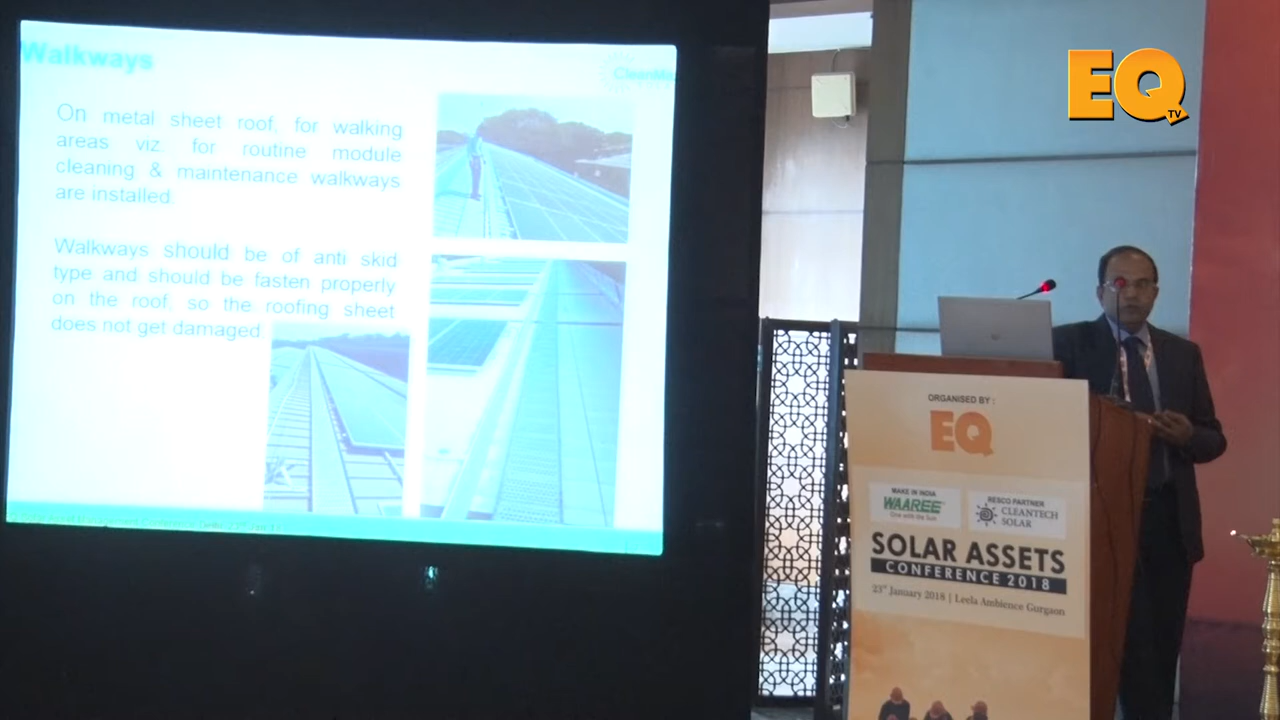 Walkways
CleanMa
On metal sheet roof, for walking
areas viz. for routine module
cleaning & maintenance walkways
are installed.
Walkways should be of anti skid
type and should be fasten properly
on the roof, so the roofing sheet
does not get damaged
EQ
TV
ORGANISED BY :
EQ
MAKE IN INDIA
WAAREE
One with the Sun
RESCO PARTNER
CLEANTECH
SOLAR
SOLAR ASSETS
CONFERENCE 2018
23rd January 2018 | Leela Ambience Gurgaon